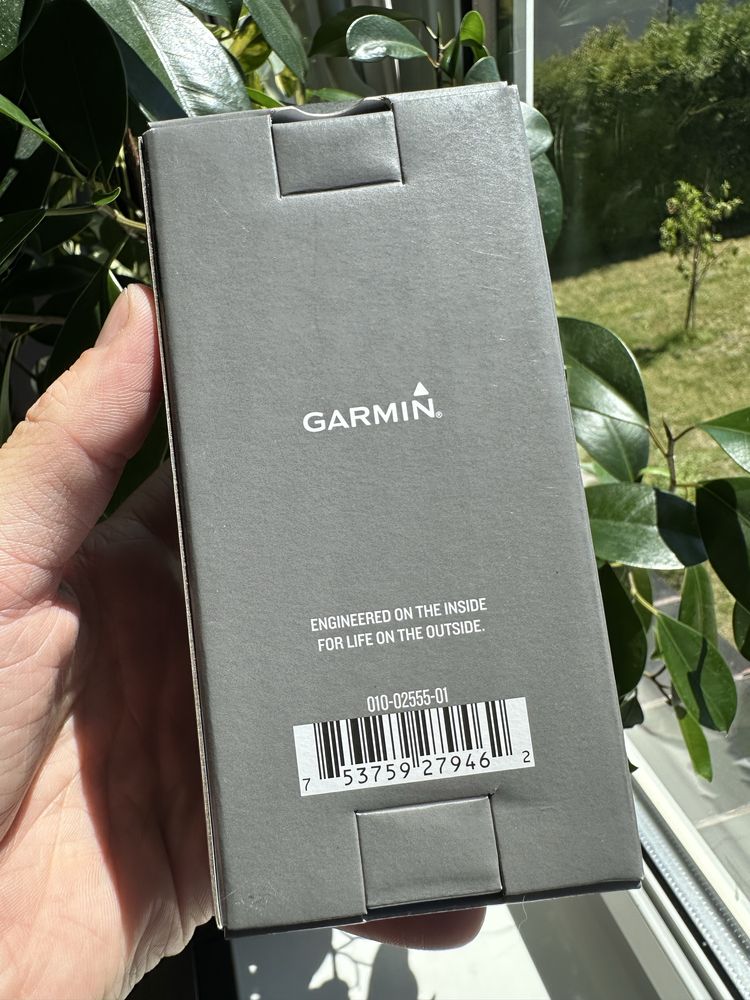 GARMIN®
ENGINEERED ON THE INSIDE
FOR LIFE ON THE OUTSIDE.
010-02555-01
7 53759 27946 2